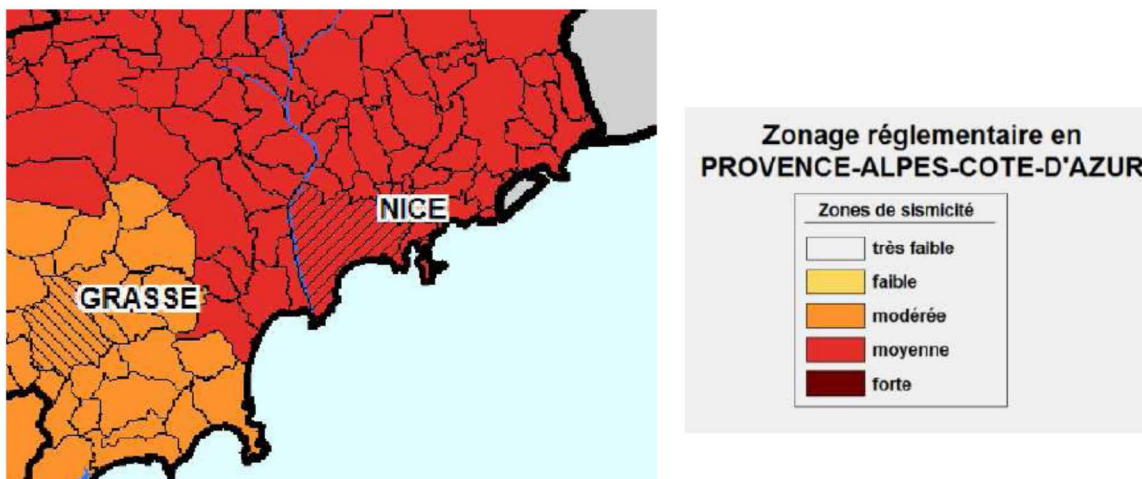 NICE
GRASSE
Zonage réglementaire en
PROVENCE-ALPES-COTE-D'AZUR
Zones de sismicité
très faible
faible
modérée
moyenne
forte